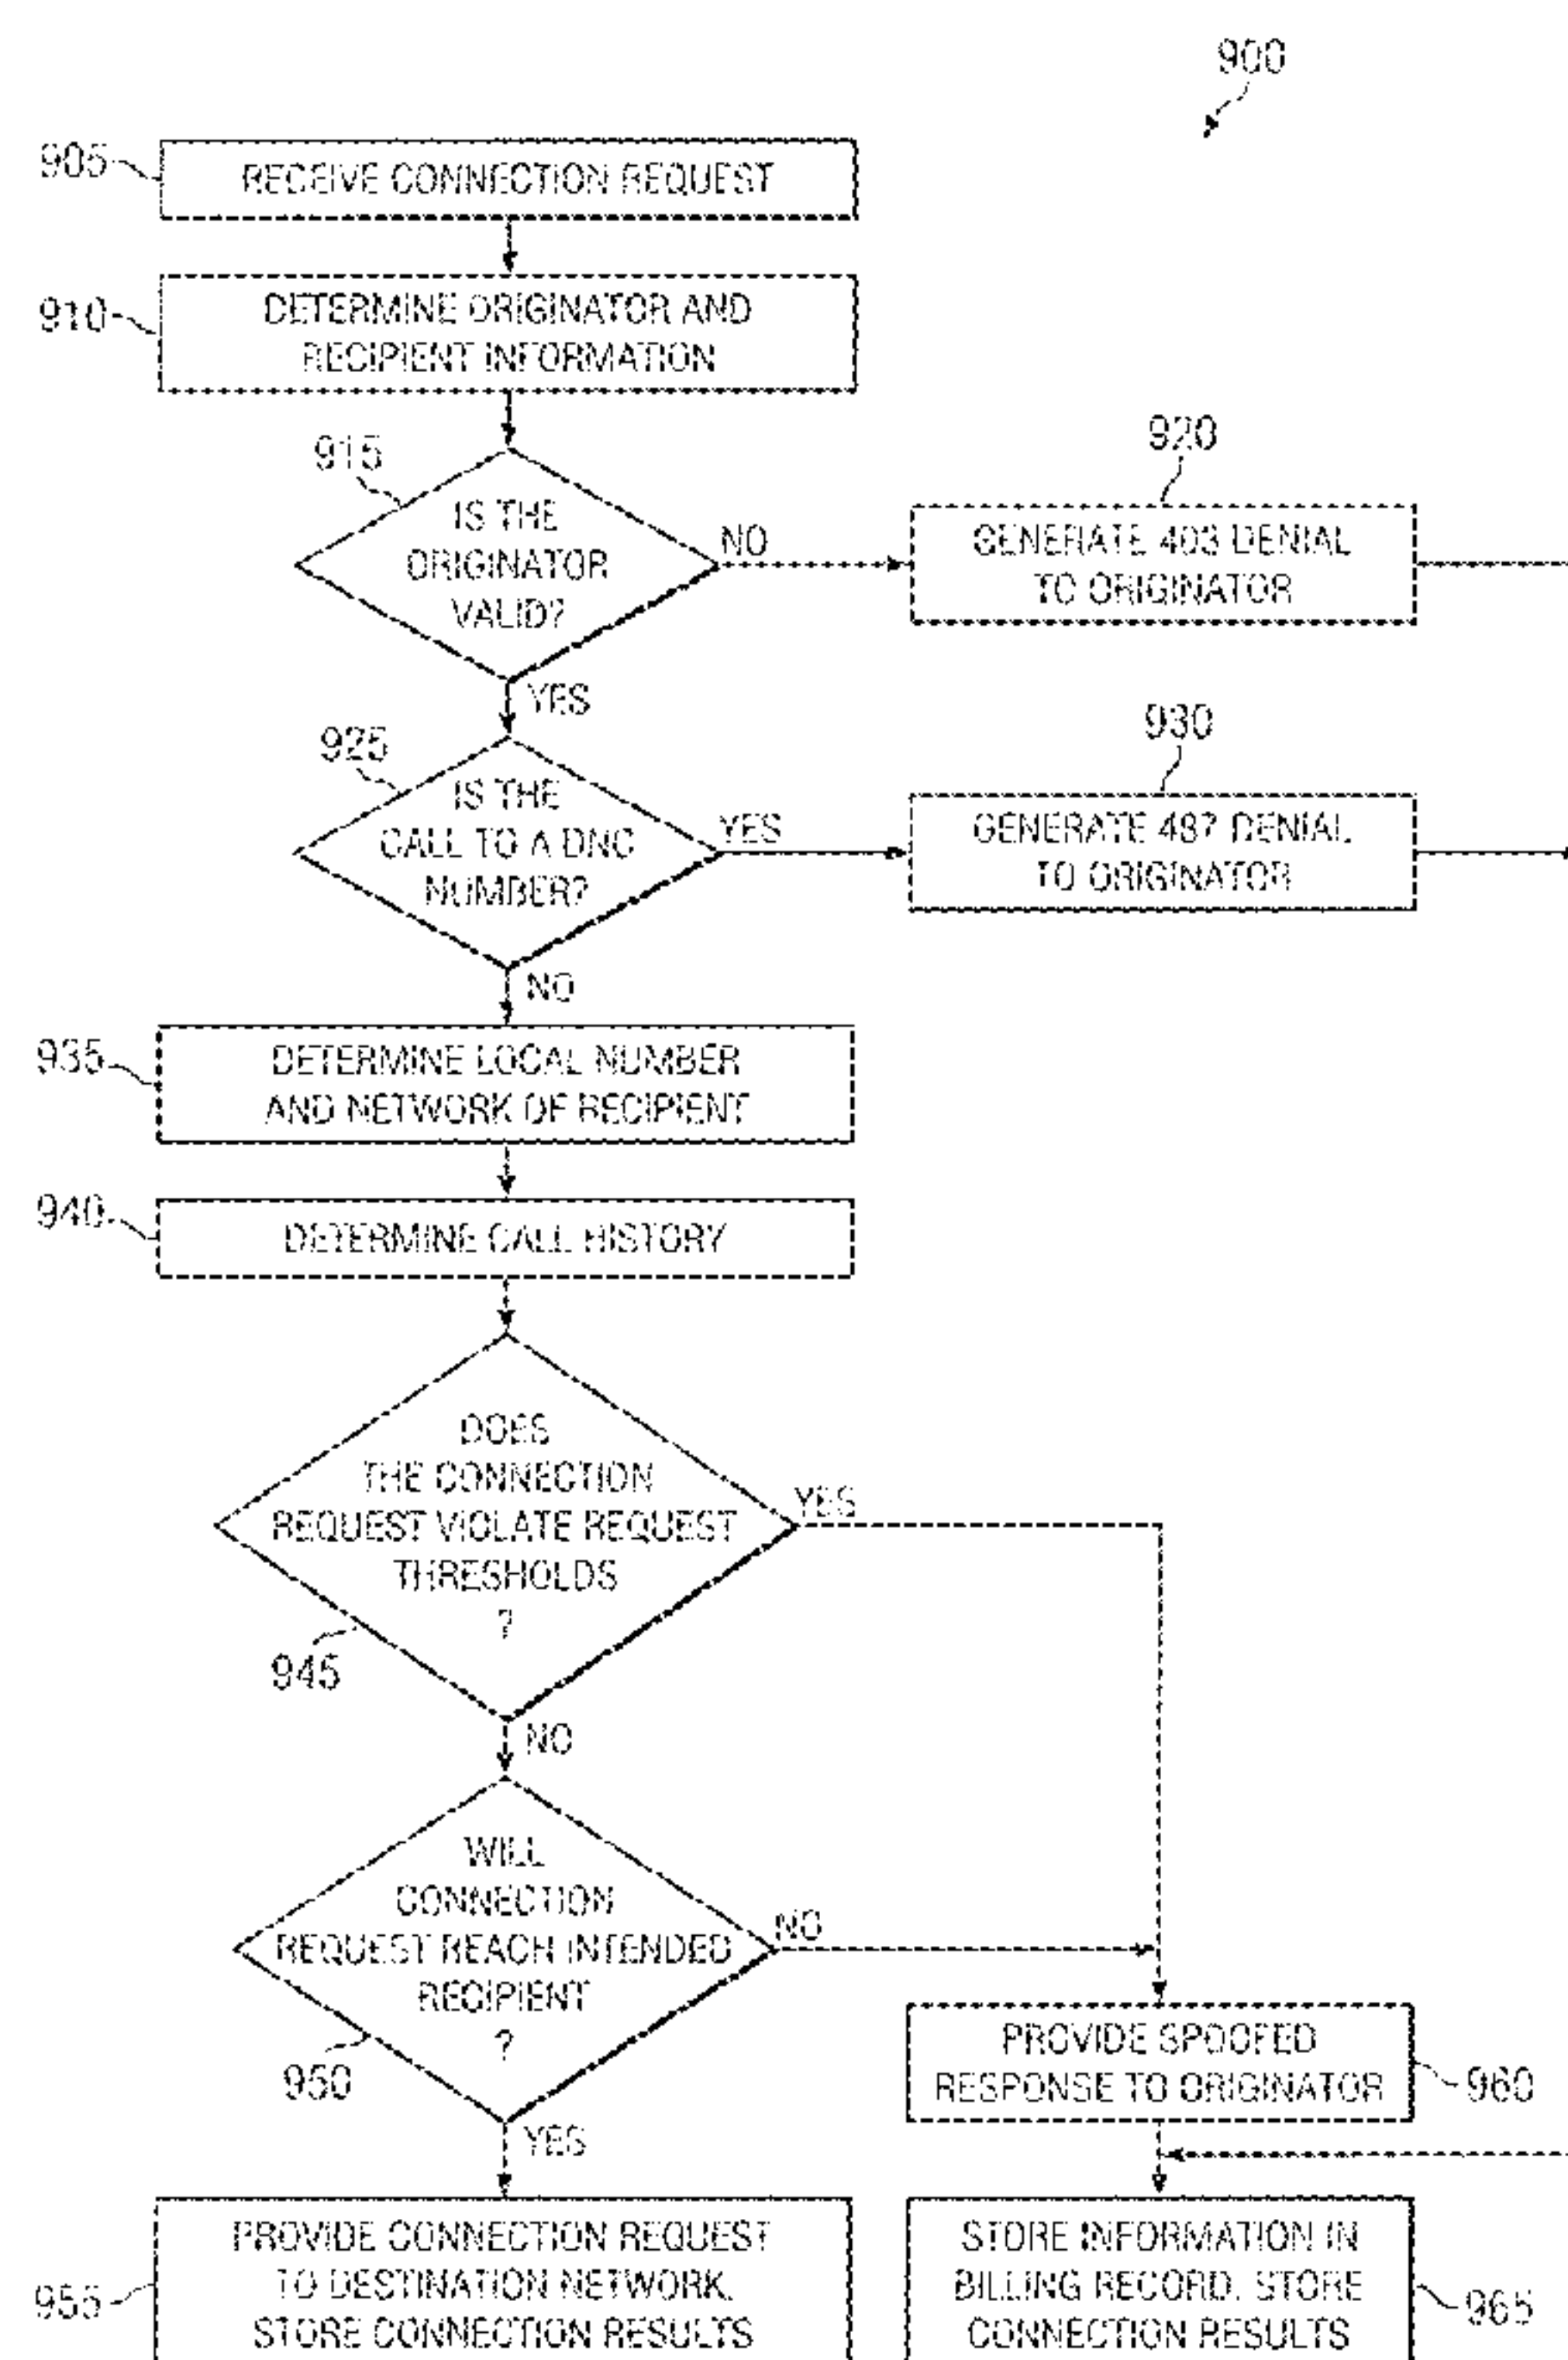 900
905
RECEIVE CONNECTION REQUEST
910
DETERMINE ORIGINATOR AND
RECIPIENT INFORMATION
915
IS THE
ORIGINATOR
VALID?
NO
920
GENERATE 403 DENIAL
TO ORIGINATOR
YES
925
IS THE
CALL TO A DNC
NUMBER?
YES
930
GENERATE 487 DENIAL
TO ORIGINATOR
NO
935
DETERMINE LOCAL NUMBER
AND NETWORK OF RECIPIENT
940
DETERMINE CALL HISTORY
DOES
THE CONNECTION
REQUEST VIOLATE REQUEST
THRESHOLDS
?
YES
945
NO
WILL
CONNECTION
REQUEST REACH INTENDED
RECIPIENT
?
NO
950
YES
PROVIDE SPOOFED
RESPONSE TO ORIGINATOR
960
955
PROVIDE CONNECTION REQUEST
TO DESTINATION NETWORK.
STORE CONNECTION RESULTS
STORE INFORMATION IN
BILLING RECORD. STORE
CONNECTION RESULTS
965